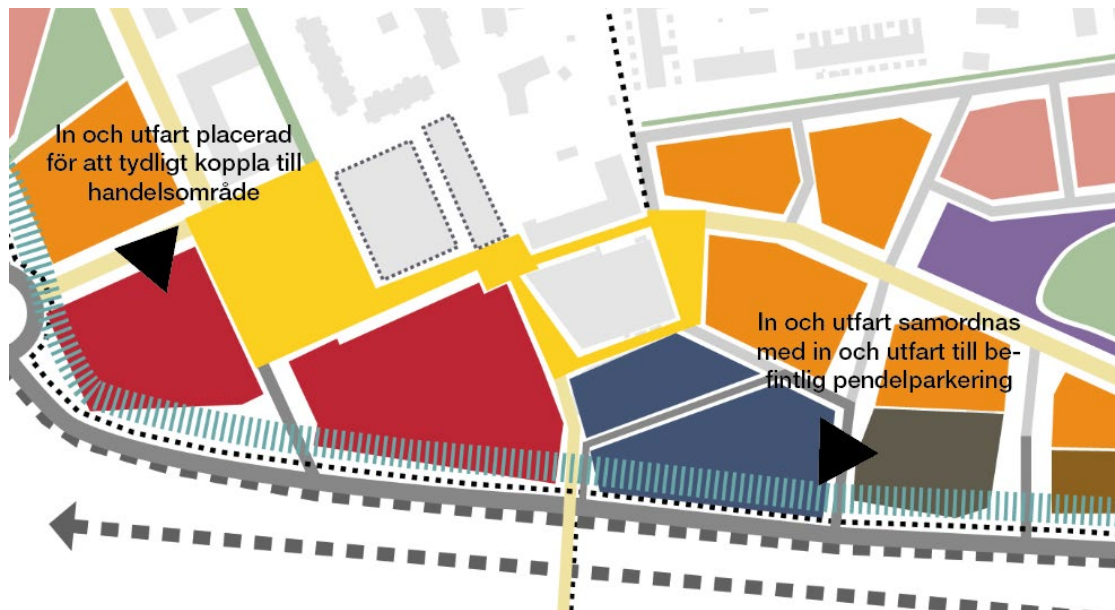 In och utfart placerad
för att tydligt koppla till
handelsområde
In och utfart samordnas
med in och utfart till be-
fintlig pendelparkering